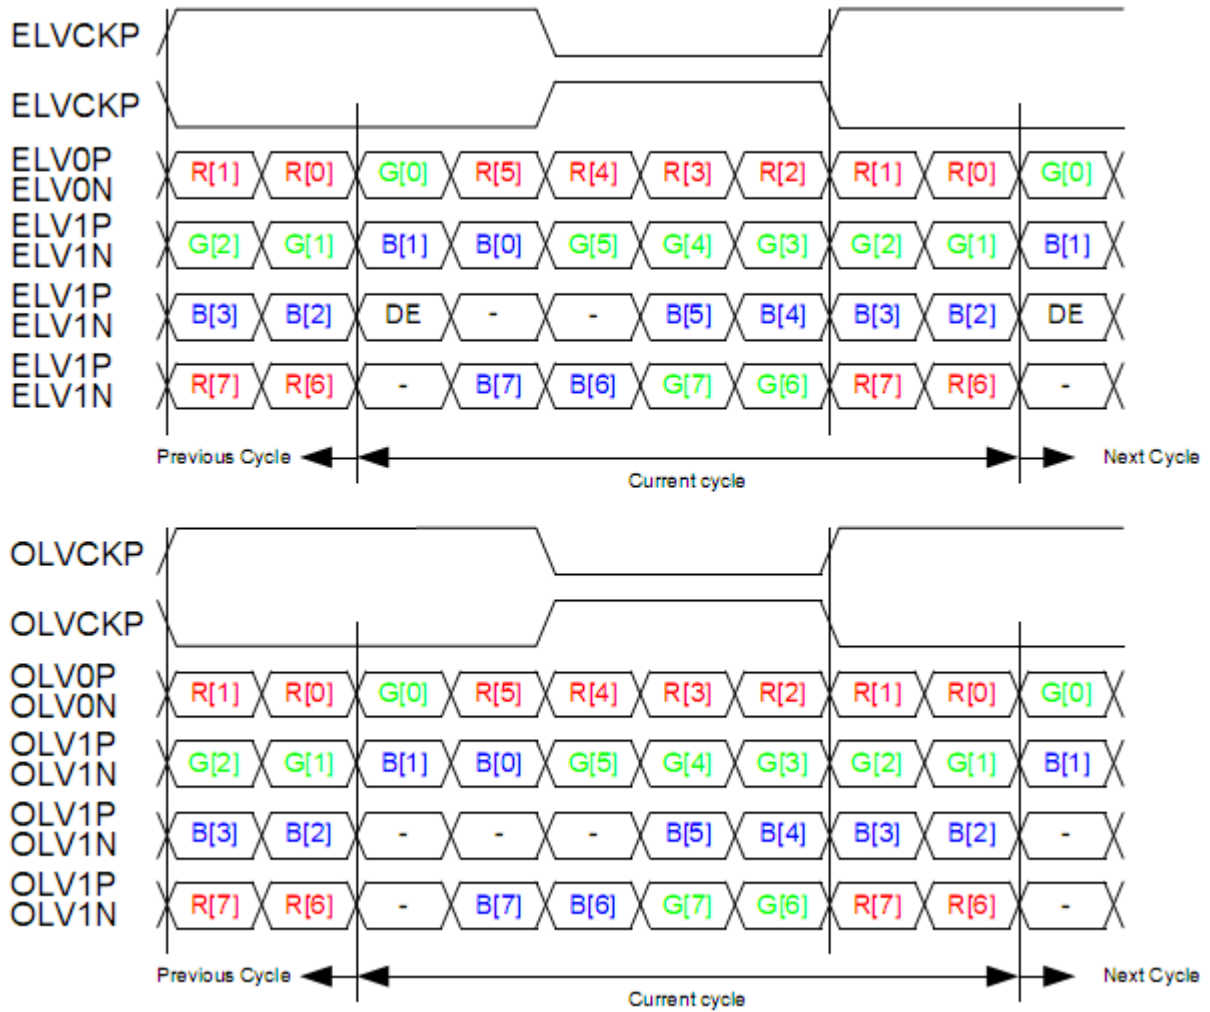 ELVCKP
ELVCKP
ELV0P
ELV0N R[1] R[0] G[0] R[5] R[4] R[3] R[2] R[1] R[0] G[0]
ELV1P
ELV1N G[2] G[1] B[1] B[0] G[5] G[4] G[3] G[2] G[1] B[1]
ELV1P
ELV1N B[3] B[2] DE - - B[5] B[4] B[3] B[2] DE
ELV1P
ELV1N R[7] R[6] - B[7] B[6] G[7] G[6] R[7] R[6] -
Previous Cycle Next Cycle
Current cycle
OLVCKP
OLVCKP
OLV0P
OLV0N R[1] R[0] G[0] R[5] R[4] R[3] R[2] R[1] R[0] G[0]
OLV1P
OLV1N G[2] G[1] B[1] B[0] G[5] G[4] G[3] G[2] G[1] B[1]
OLV1P
OLV1N B[3] B[2] - - - B[5] B[4] B[3] B[2] -
OLV1P
OLV1N R[7] R[6] - B[7] B[6] G[7] G[6] R[7] R[6] -
Previous Cycle Next Cycle
Current cycle